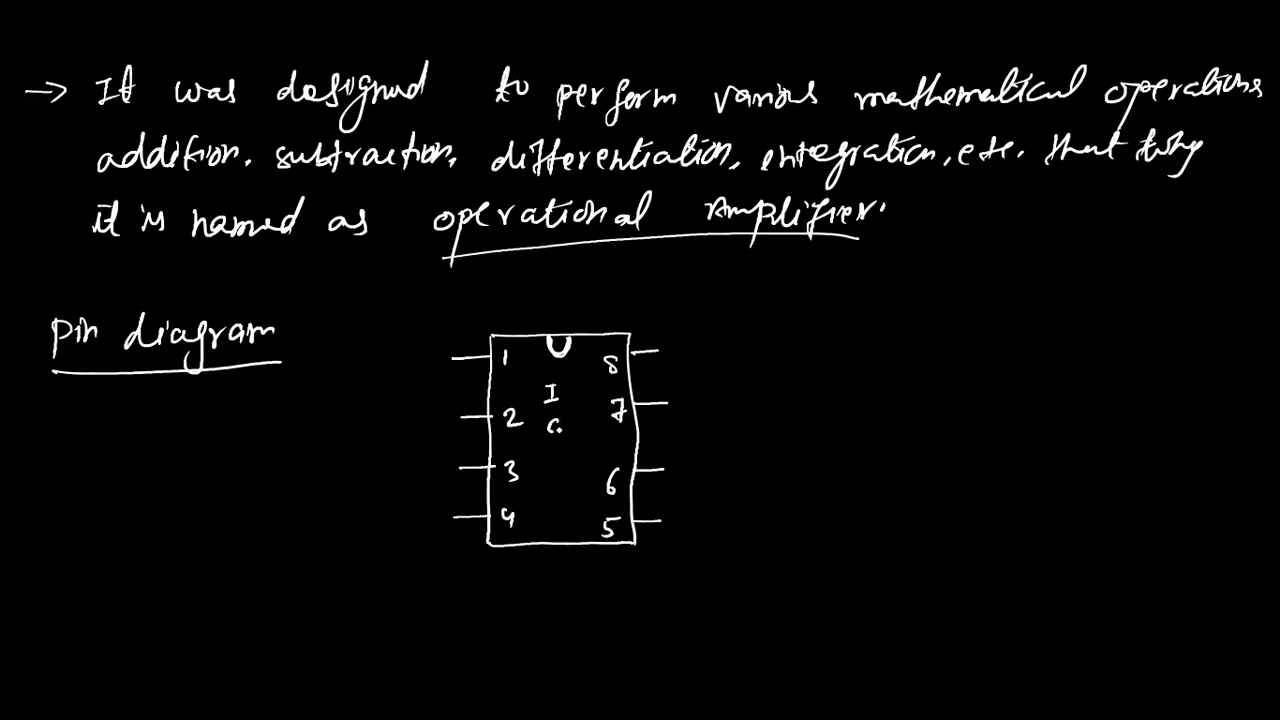 → It was designed to perform various mathematical operations
addition, subtraction, differentiation, integration, etc. that why
it is named as operational Amplifier.
Pin diagram
1 8
I
2 C. 7
3 6
4 5